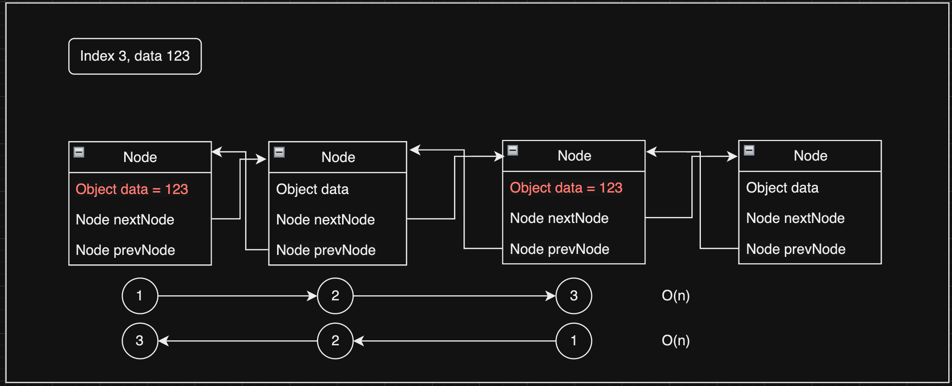 Index 3, data 123
Node
Object data = 123
Node nextNode
Node prevNode
Node
Object data
Node nextNode
Node prevNode
Node
Object data = 123
Node nextNode
Node prevNode
Node
Object data
Node nextNode
Node prevNode
1 2 3 O(n)
3 2 1 O(n)